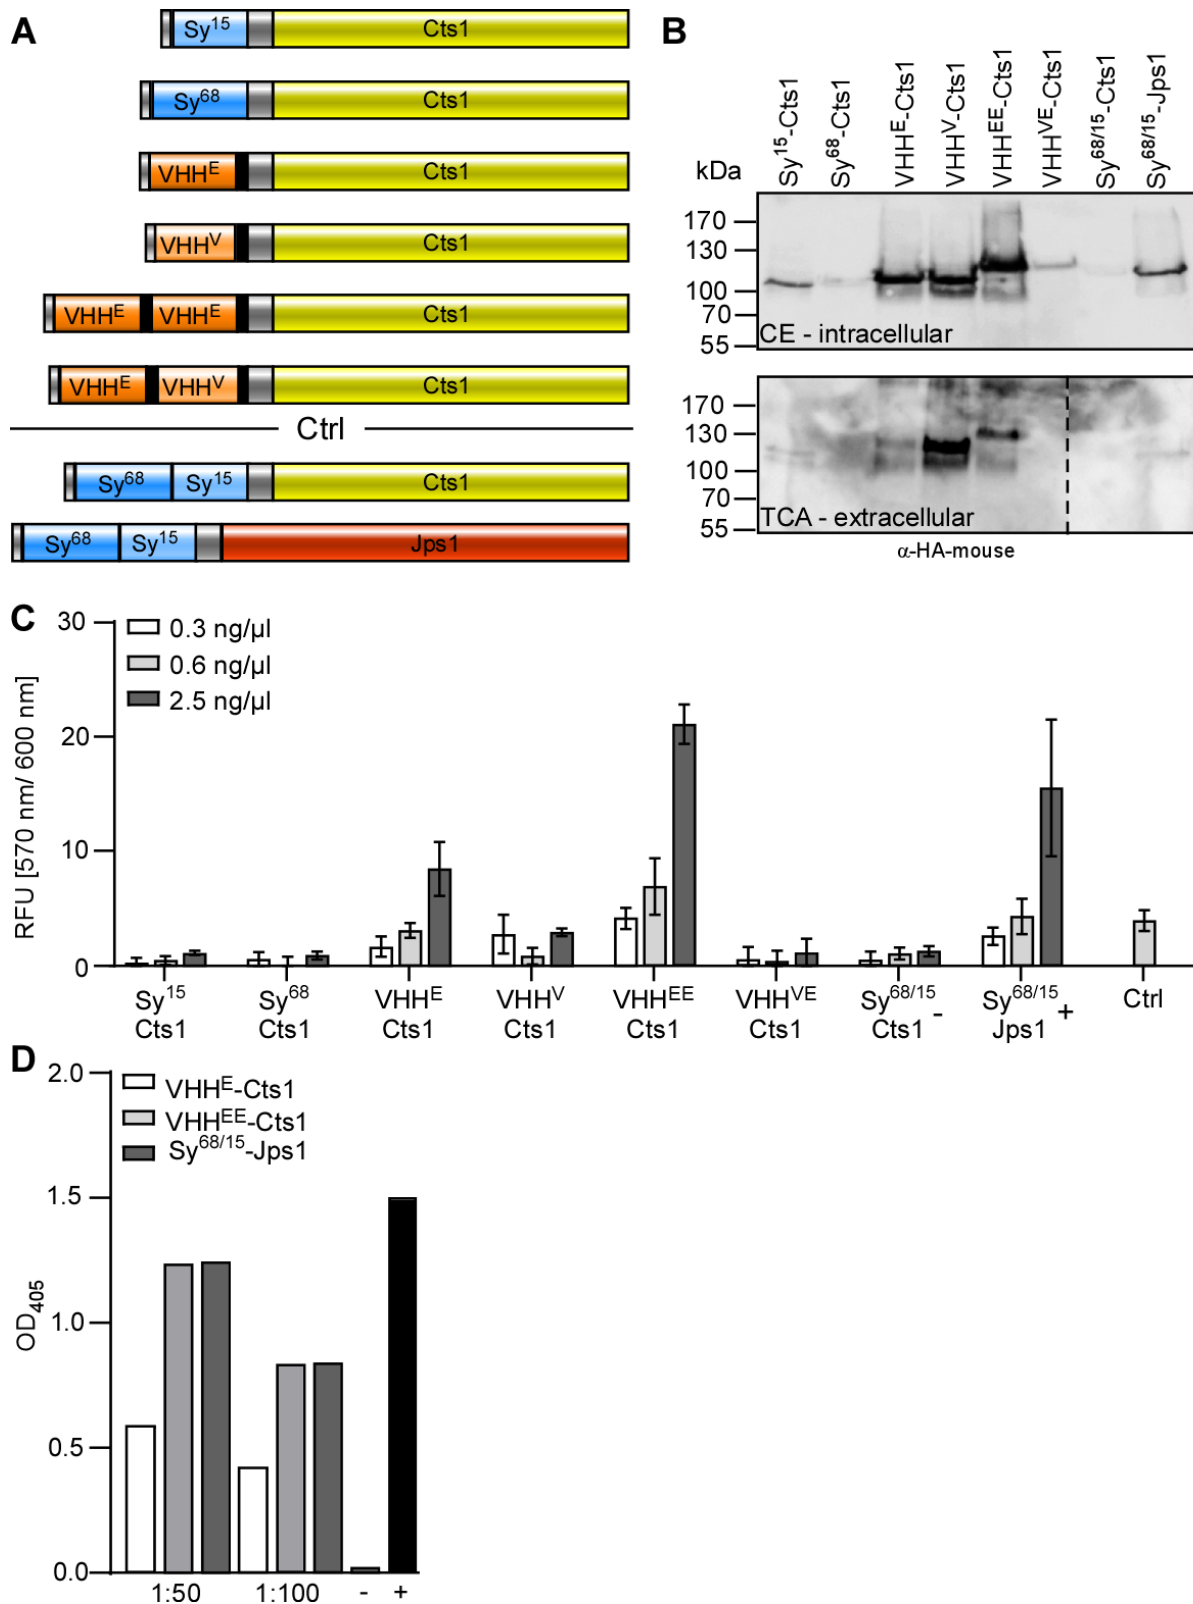 A
Sy15 Cts1
Sy68 Cts1
VHHE Cts1
VHHV Cts1
VHHE VHHE Cts1
VHHE VHHV Cts1
Ctrl
Sy68 Sy15 Cts1
Sy68 Sy15 Jps1
B
Sy15-Cts1
Sy68-Cts1
VHHE-Cts1
VHHV-Cts1
VHHEE-Cts1
VHHVE-Cts1
Sy68/15-Cts1
Sy68/15-Jps1
kDa
170
130
100
70
55
CE - intracellular
170
130
100
70
55
TCA - extracellular
α-HA-mouse
C
30
20
10
0
RFU [570 nm/ 600 nm]
0.3 ng/µl
0.6 ng/µl
2.5 ng/µl
Sy15 Cts1
Sy68 Cts1
VHHE Cts1
VHHV Cts1
VHHEE Cts1
VHHVE Cts1
Sy68/15 Cts1 -
Sy68/15 Jps1 +
Ctrl
D
2.0
1.5
1.0
0.5
0.0
OD405
VHHE-Cts1
VHHEE-Cts1
Sy68/15-Jps1
1:50 1:100 - +